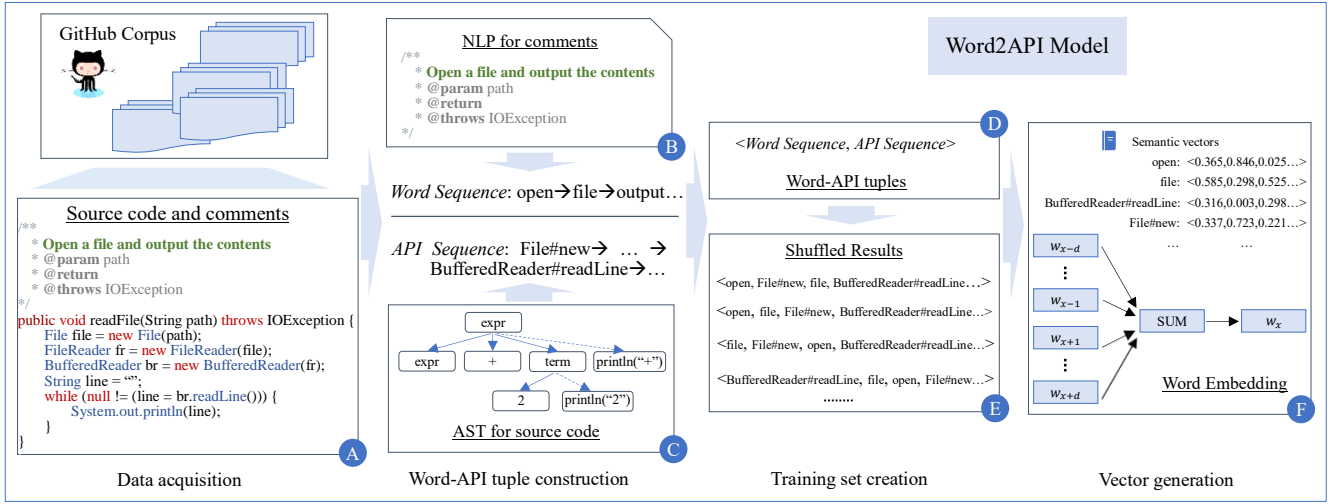 GitHub Corpus
Source code and comments
/**
* Open a file and output the contents
* @param path
* @return
* @throws IOException
*/
public void readFile(String path) throws IOException {
File file = new File(path);
FileReader fr = new FileReader(file);
BufferedReader br = new BufferedReader(fr);
String line = “”;
while (null != (line = br.readLine())) {
System.out.println(line);
}
}
A
Data acquisition
NLP for comments
/**
* Open a file and output the contents
* @param path
* @return
* @throws IOException
*/
B
Word Sequence: open→file→output…
API Sequence: File#new→ … →
BufferedReader#readLine→…
expr
expr
+
term
println(“+”)
2
println(“2”)
AST for source code
C
Word-API tuple construction
Word2API Model
D
<Word Sequence, API Sequence>
Word-API tuples
Shuffled Results
<open, File#new, file, BufferedReader#readLine…>
<open, file, File#new, BufferedReader#readLine,…>
<file, File#new, open, BufferedReader#readLine,…>
<BufferedReader#readLine, file, open, File#new…>
........
E
Training set creation
Semantic vectors
open: <0.365,0.846,0.025…>
file: <0.585,0.298,0.525…>
BufferedReader#readLine: <0.316,0.003,0.298…>
File#new: <0.337,0.723,0.221…>
… …
w_{x-d}
⋮
w_{x-1}
w_{x+1}
⋮
w_{x+d}
SUM
w_x
Word Embedding
F
Vector generation